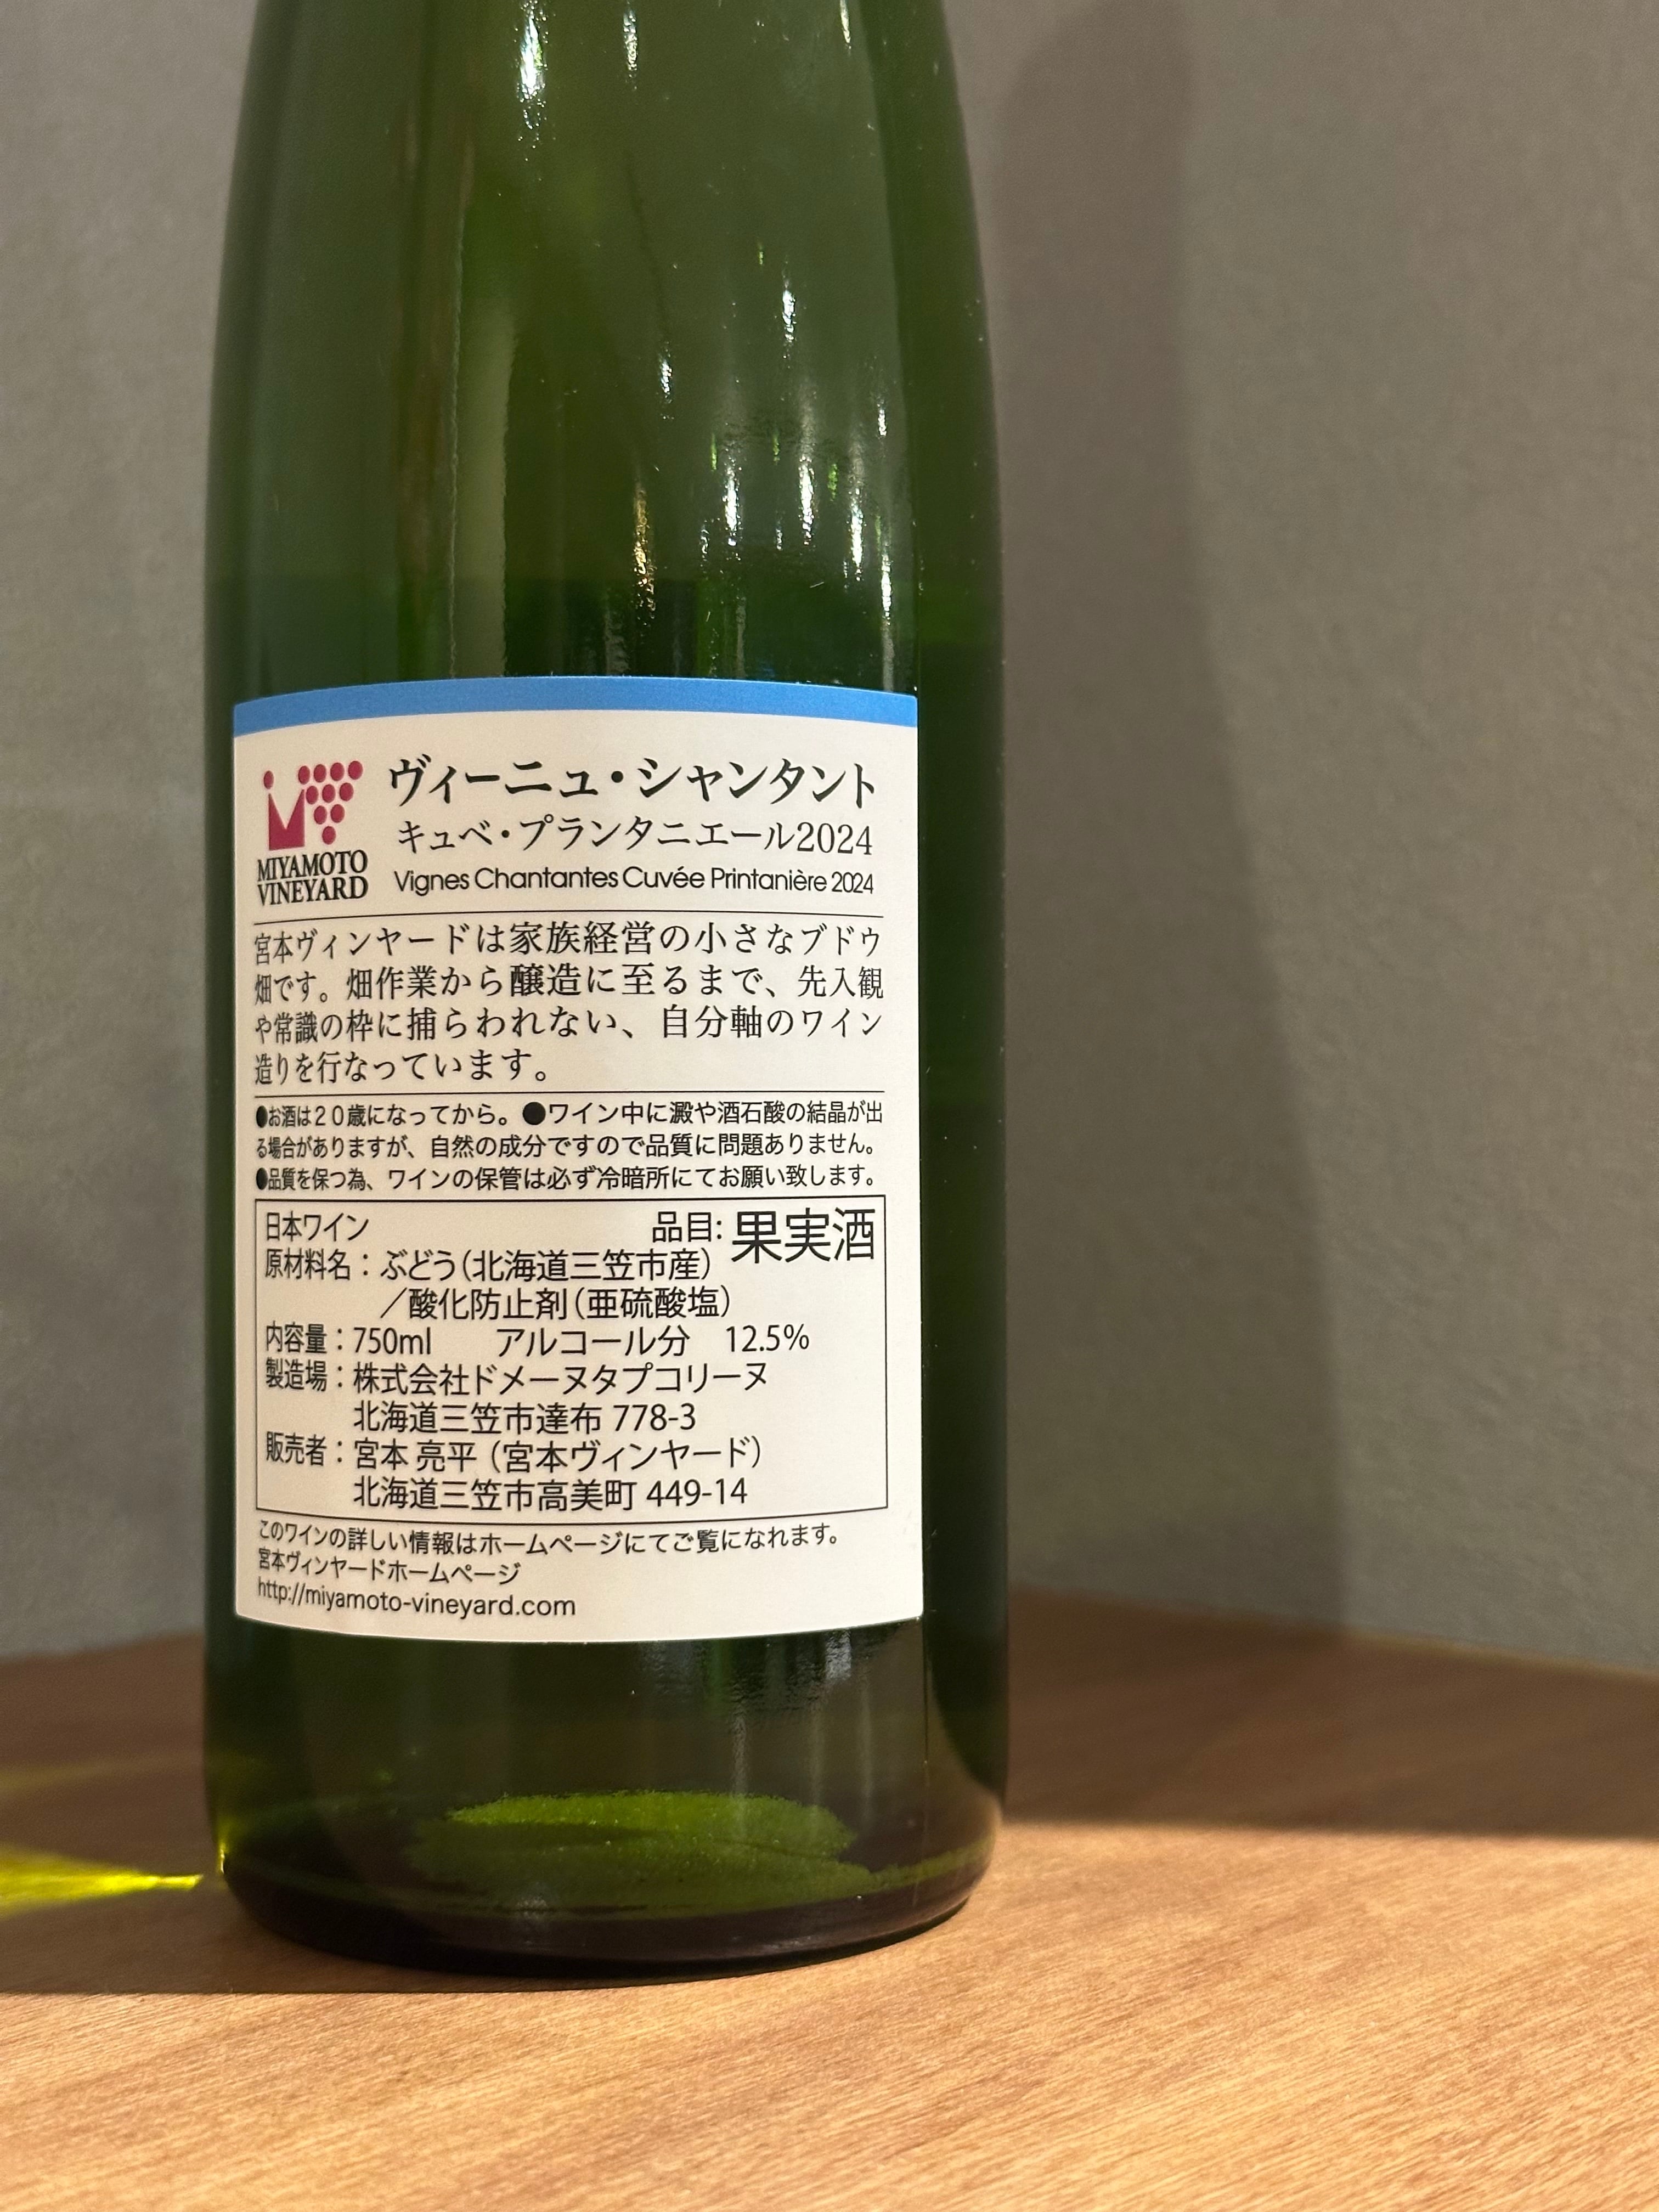 MIYAMOTO
VINEYARD
ヴィーニュ・シャンタント
キュベ・プランタニエール2024
Vignes Chantantes Cuvée Printanière 2024
宮本ヴィンヤードは家族経営の小さなブドウ
畑です。畑作業から醸造に至るまで、先入観
や常識の枠に捕らわれない、自分軸のワイン
造りを行なっています。
●お酒は20歳になってから。●ワイン中に澱や酒石酸の結晶が出
る場合がありますが、自然の成分ですので品質に問題ありません。
●品質を保つ為、ワインの保管は必ず冷暗所にてお願い致します。
日本ワイン 品目:果実酒
原材料名：ぶどう(北海道三笠市産)
／酸化防止剤(亜硫酸塩)
内容量：750ml アルコール分 12.5%
製造場：株式会社ドメーヌタプコリーヌ
北海道三笠市達布 778-3
販売者：宮本 亮平（宮本ヴィンヤード）
北海道三笠市高美町 449-14
このワインの詳しい情報はホームページにてご覧になれます。
宮本ヴィンヤードホームページ
http://miyamoto-vineyard.com